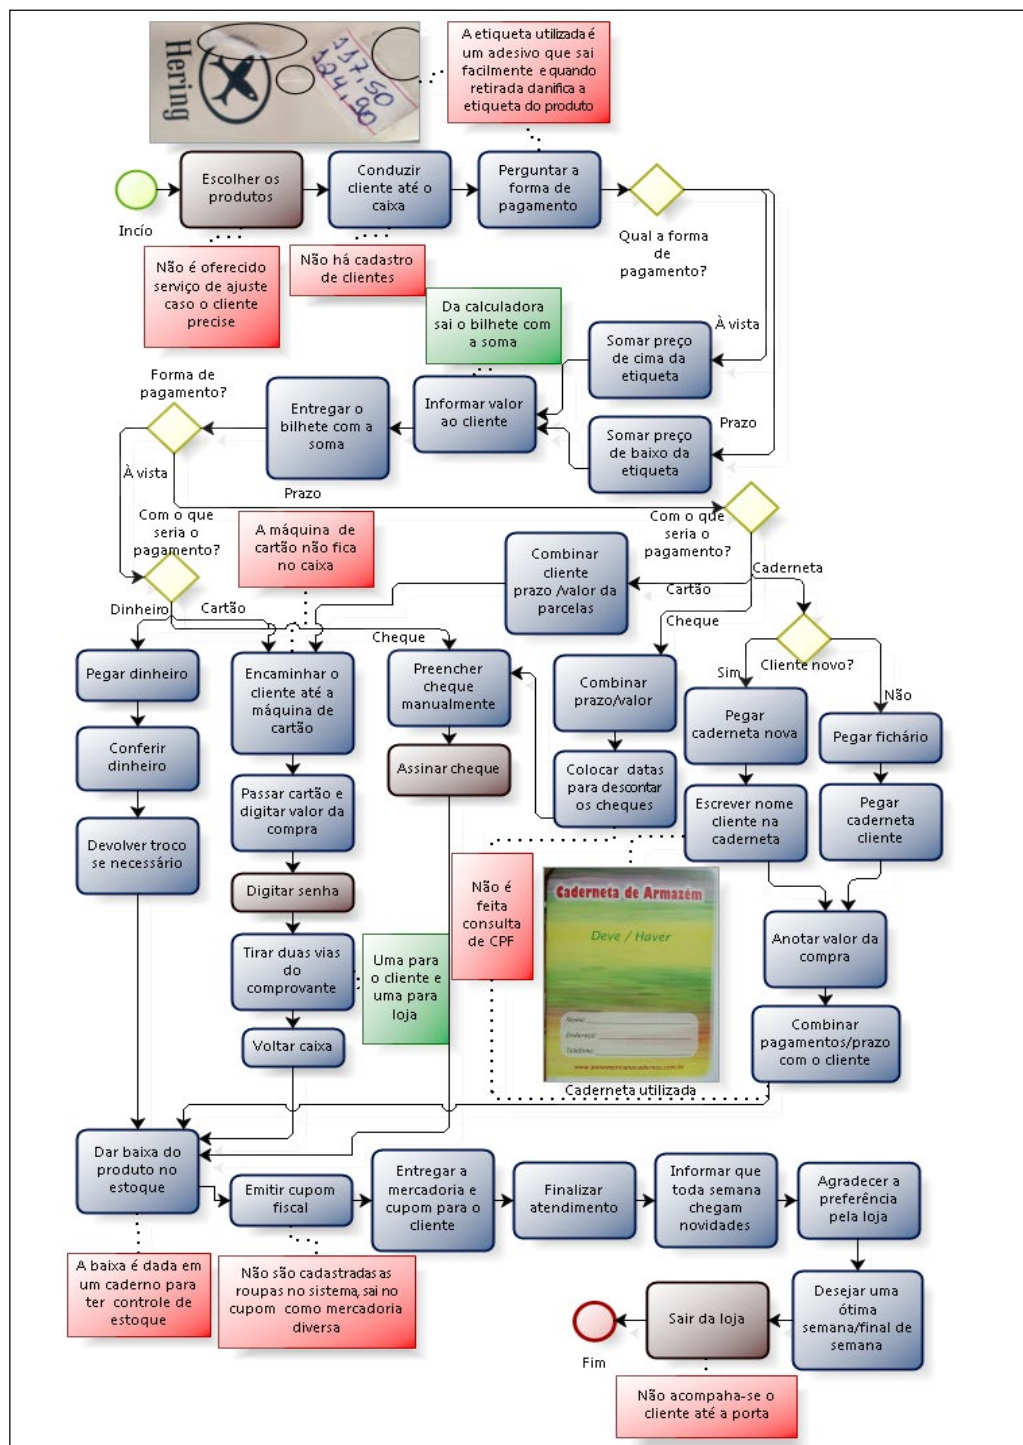 Hering
117,50
124,90
A etiqueta utilizada é
um adesivo que sai
facilmente e quando
retirada danifica a
etiqueta do produto
Incío
Escolher os
produtos
Conduzir
cliente até o
caixa
Perguntar a
forma de
pagamento
Qual a forma
de
pagamento?
Não é oferecido
serviço de ajuste
caso o cliente
precise
Não há cadastro
de clientes
Da calculadora
sai o bilhete com
a soma
À vista
Somar preço
de cima da
etiqueta
Prazo
Somar preço
de baixo da
etiqueta
Informar valor
ao cliente
Entregar o
bilhete com a
soma
Forma de
pagamento?
À vista
Prazo
Com o que
seria o
pagamento?
A máquina de
cartão não fica
no caixa
Com o que
seria o
pagamento?
Combinar
cliente
prazo /valor da
parcelas
Caderneta
Cartão
Cheque
Dinheiro
Cartão
Cheque
Cliente novo?
Sim
Não
Pegar dinheiro
Conferir
dinheiro
Devolver troco
se necessário
Encaminhar o
cliente até a
máquina de
cartão
Passar cartão e
digitar valor da
compra
Digitar senha
Tirar duas vias
do
comprovante
Voltar caixa
Uma para
o cliente e
uma para
loja
Preencher
cheque
manualmente
Assinar cheque
Combinar
prazo/valor
Colocar datas
para descontar
os cheques
Não é
feita
consulta
de CPF
Pegar
caderneta nova
Escrever nome
cliente na
caderneta
Pegar fichário
Pegar
caderneta
cliente
Caderneta de Armazém
Deve / Haver
Nome
Endereço
Telefone
www.panamericanacadernos.com.br
Caderneta utilizada
Anotar valor da
compra
Combinar
pagamentos/prazo
com o cliente
Dar baixa do
produto no
estoque
Emitir cupom
fiscal
Entregar a
mercadoria e
cupom para o
cliente
Finalizar
atendimento
Informar que
toda semana
chegam
novidades
Agradecer a
preferência
pela loja
A baixa é dada em
um caderno para
ter controle de
estoque
Não são cadastradas as
roupas no sistema, sai no
cupom como mercadoria
diversa
Desejar uma
ótima
semana/final de
semana
Sair da loja
Fim
Não acompaha-se o
cliente até a porta